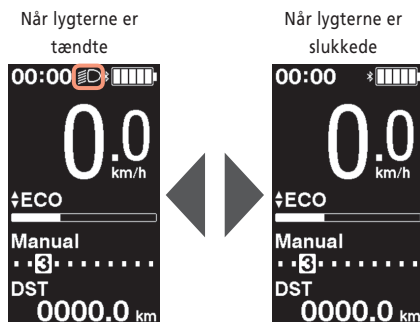 Når lygterne er
tændte
00:00
0.0
km/h
ECO
Manual
3
DST
0000.0 km
Når lygterne er
slukkede
00:00
0.0
km/h
ECO
Manual
3
DST
0000.0 km